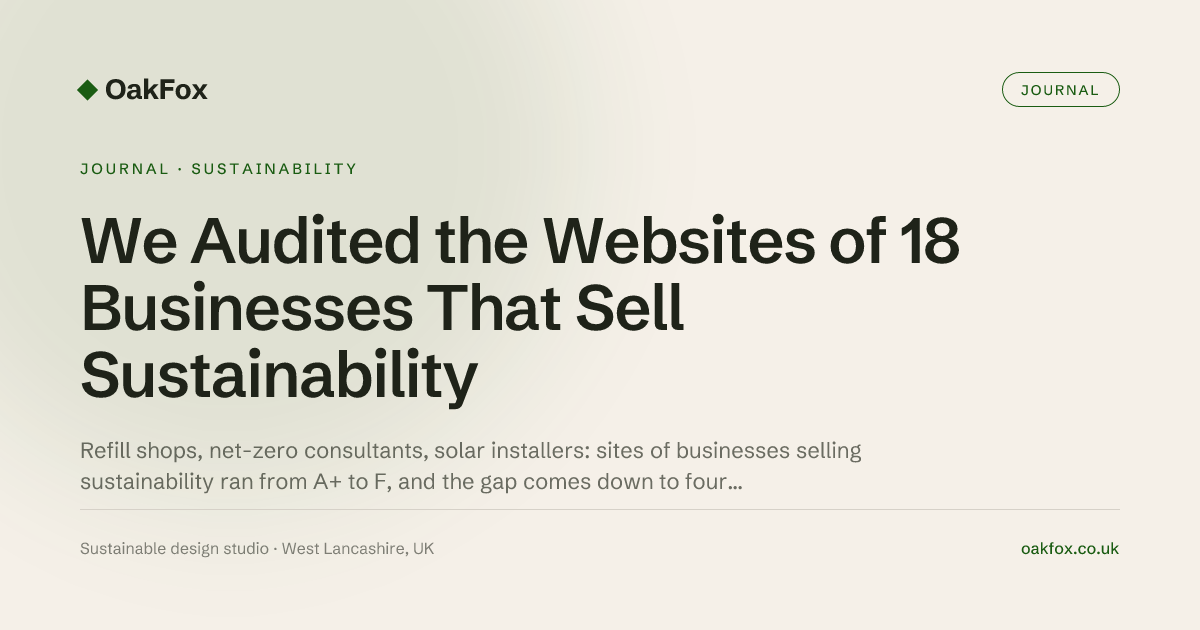 OakFox
JOURNAL
JOURNAL · SUSTAINABILITY
We Audited the Websites of 18
Businesses That Sell
Sustainability
Refill shops, net-zero consultants, solar installers: sites of businesses selling
sustainability ran from A+ to F, and the gap comes down to four...
Sustainable design studio · West Lancashire, UK
oakfox.co.uk